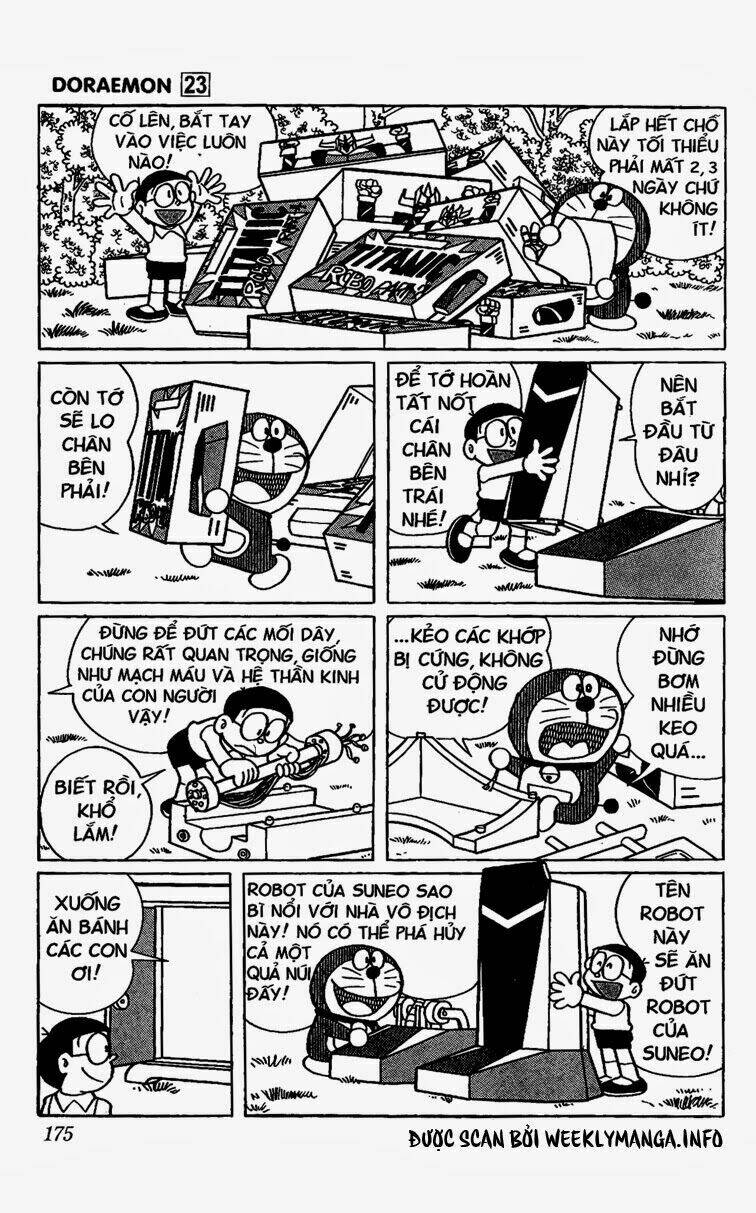 DORAEMON 23
LẮP HẾT CHỖ
NÀY TỐI THIỂU
PHẢI MẤT 2, 3
NGÀY CHỨ
KHÔNG
ÍT!
CỐ LÊN, BẮT TAY
VÀO VIỆC LUÔN
NÀO!
TITANIC
ROBO
TITANIC
ROBO PART
NÊN
BẮT
ĐẦU TỪ
ĐÂU
NHỈ?
ĐỂ TỚ HOÀN
TẤT NỐT
CÁI
CHÂN
BÊN
TRÁI
NHÉ!
CÒN TỚ
SẼ LO
CHÂN
BÊN
PHẢI!
NHỚ
ĐỪNG
BƠM
NHIỀU
KEO
QUÁ...
...KẺO CÁC KHỚP
BỊ CỨNG, KHÔNG
CỬ ĐỘNG
ĐƯỢC!
ĐỪNG ĐỂ ĐỨT CÁC MỐI DÂY,
CHÚNG RẤT QUAN TRỌNG, GIỐNG
NHƯ MẠCH MÁU VÀ HỆ THẦN KINH
CỦA CON NGƯỜI
VẬY!
BIẾT RỒI,
KHỔ
LẮM!
TÊN
ROBOT
NÀY
SẼ ĂN
ĐỨT
ROBOT
CỦA
SUNEO!
ROBOT CỦA SUNEO SAO
BÌ NỔI VỚI NHÀ VÔ ĐỊCH
NÀY! NÓ CÓ THỂ PHÁ HỦY
CẢ MỘT
QUẢ NÚI
ĐẤY!
XUỐNG
ĂN BÁNH
CÁC CON
ƠI!
175
ĐƯỢC SCAN BỞI WEEKLYMANGA.INFO